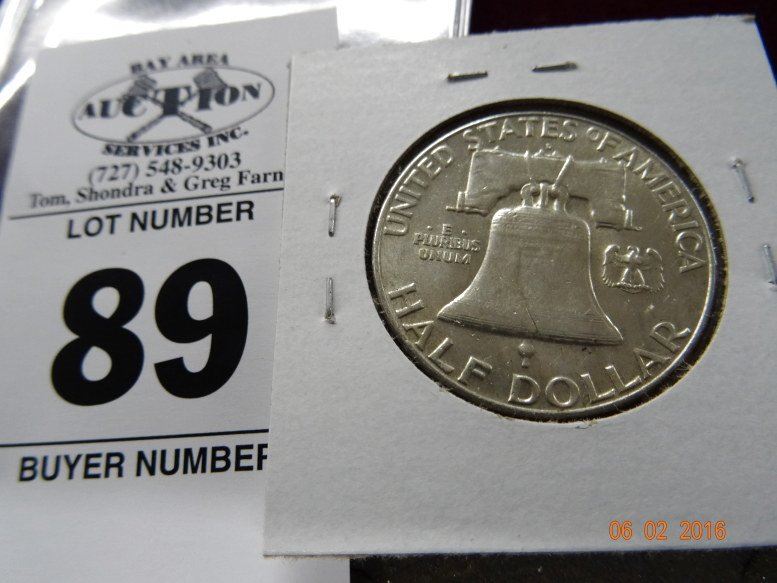 BAY AREA
AUCTION
SERVICES INC.
(727) 548-9303
Tom, Shondra & Greg Farn
LOT NUMBER
89
BUYER NUMBER
UNITED STATES OF AMERICA
E
PLURIBUS
UNUM
HALF DOLLAR
06 02 2016